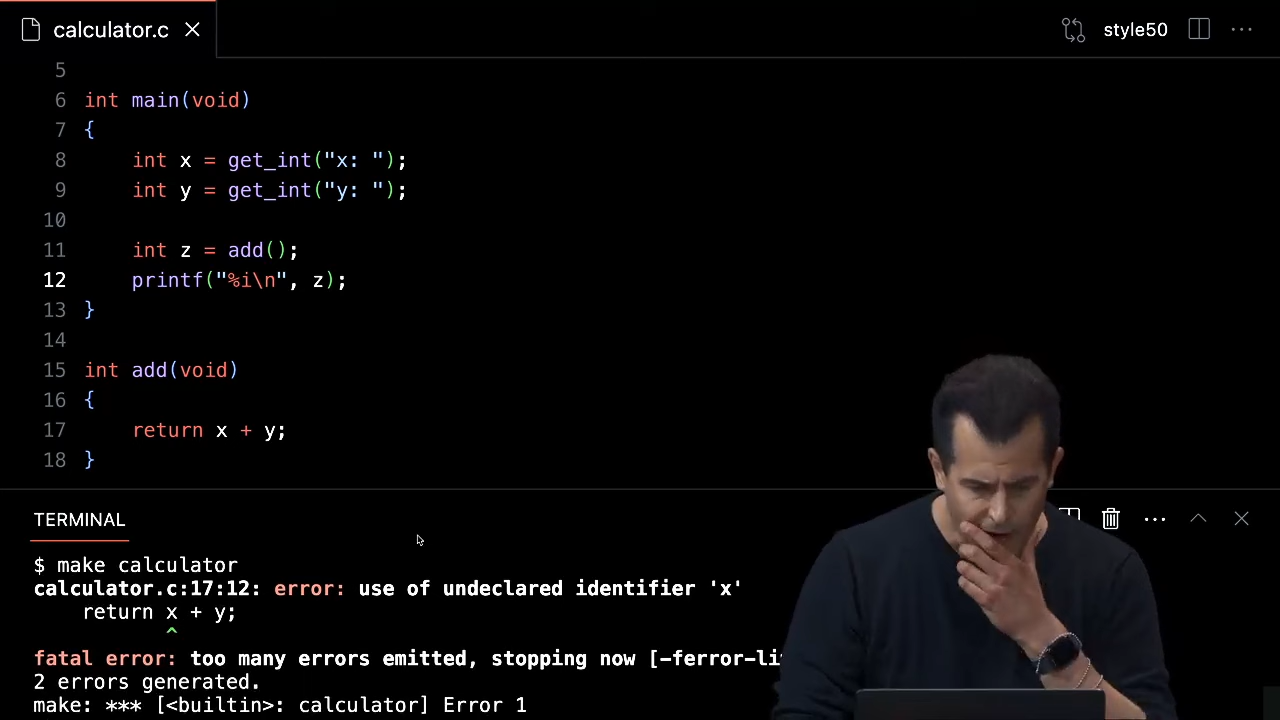 calculator.c
style50
5
6 int main(void)
7 {
8     int x = get_int("x: ");
9     int y = get_int("y: ");
10
11     int z = add();
12     printf("%i\n", z);
13 }
14
15 int add(void)
16 {
17     return x + y;
18 }
TERMINAL
$ make calculator
calculator.c:17:12: error: use of undeclared identifier 'x'
    return x + y;
           ^
fatal error: too many errors emitted, stopping now [-ferror-li
2 errors generated.
make: *** [<builtin>: calculator] Error 1